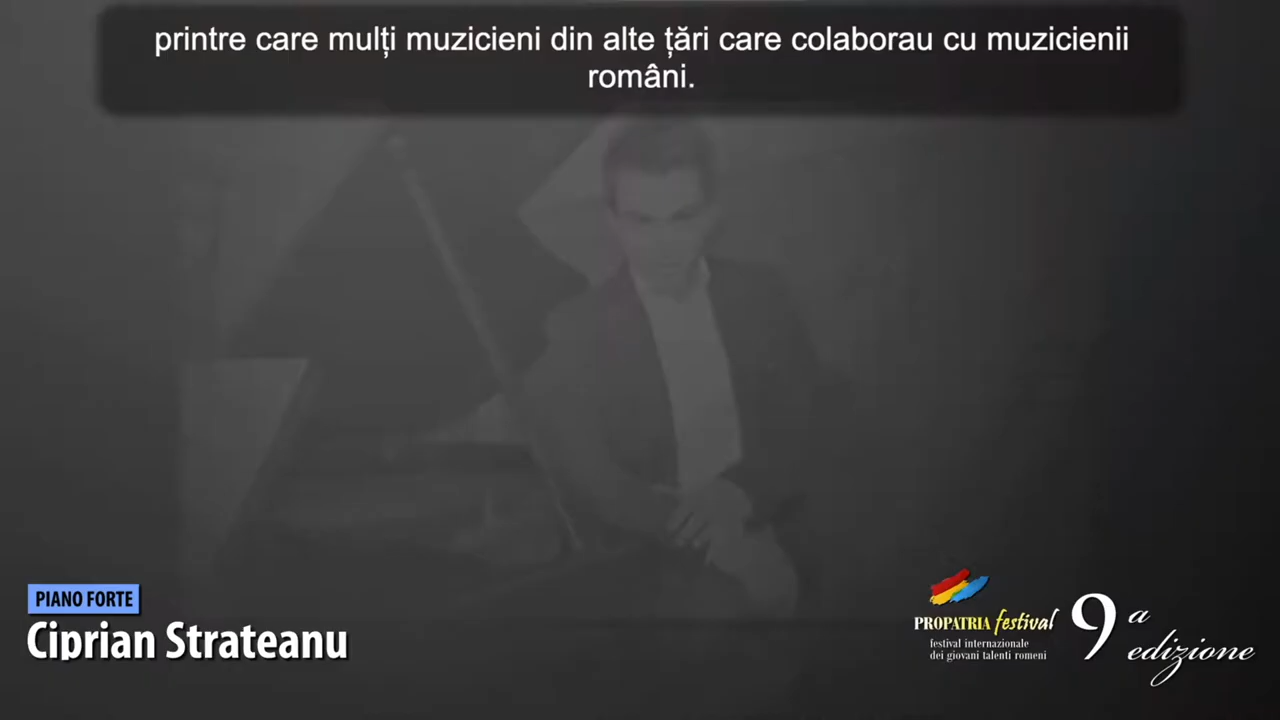 printre care mulți muzicieni din alte țări care colaborau cu muzicienii
români.
PIANO FORTE
Ciprian Strateanu
PROPATRIA festival
festival internazionale
dei giovani talenti romeni
9a edizione